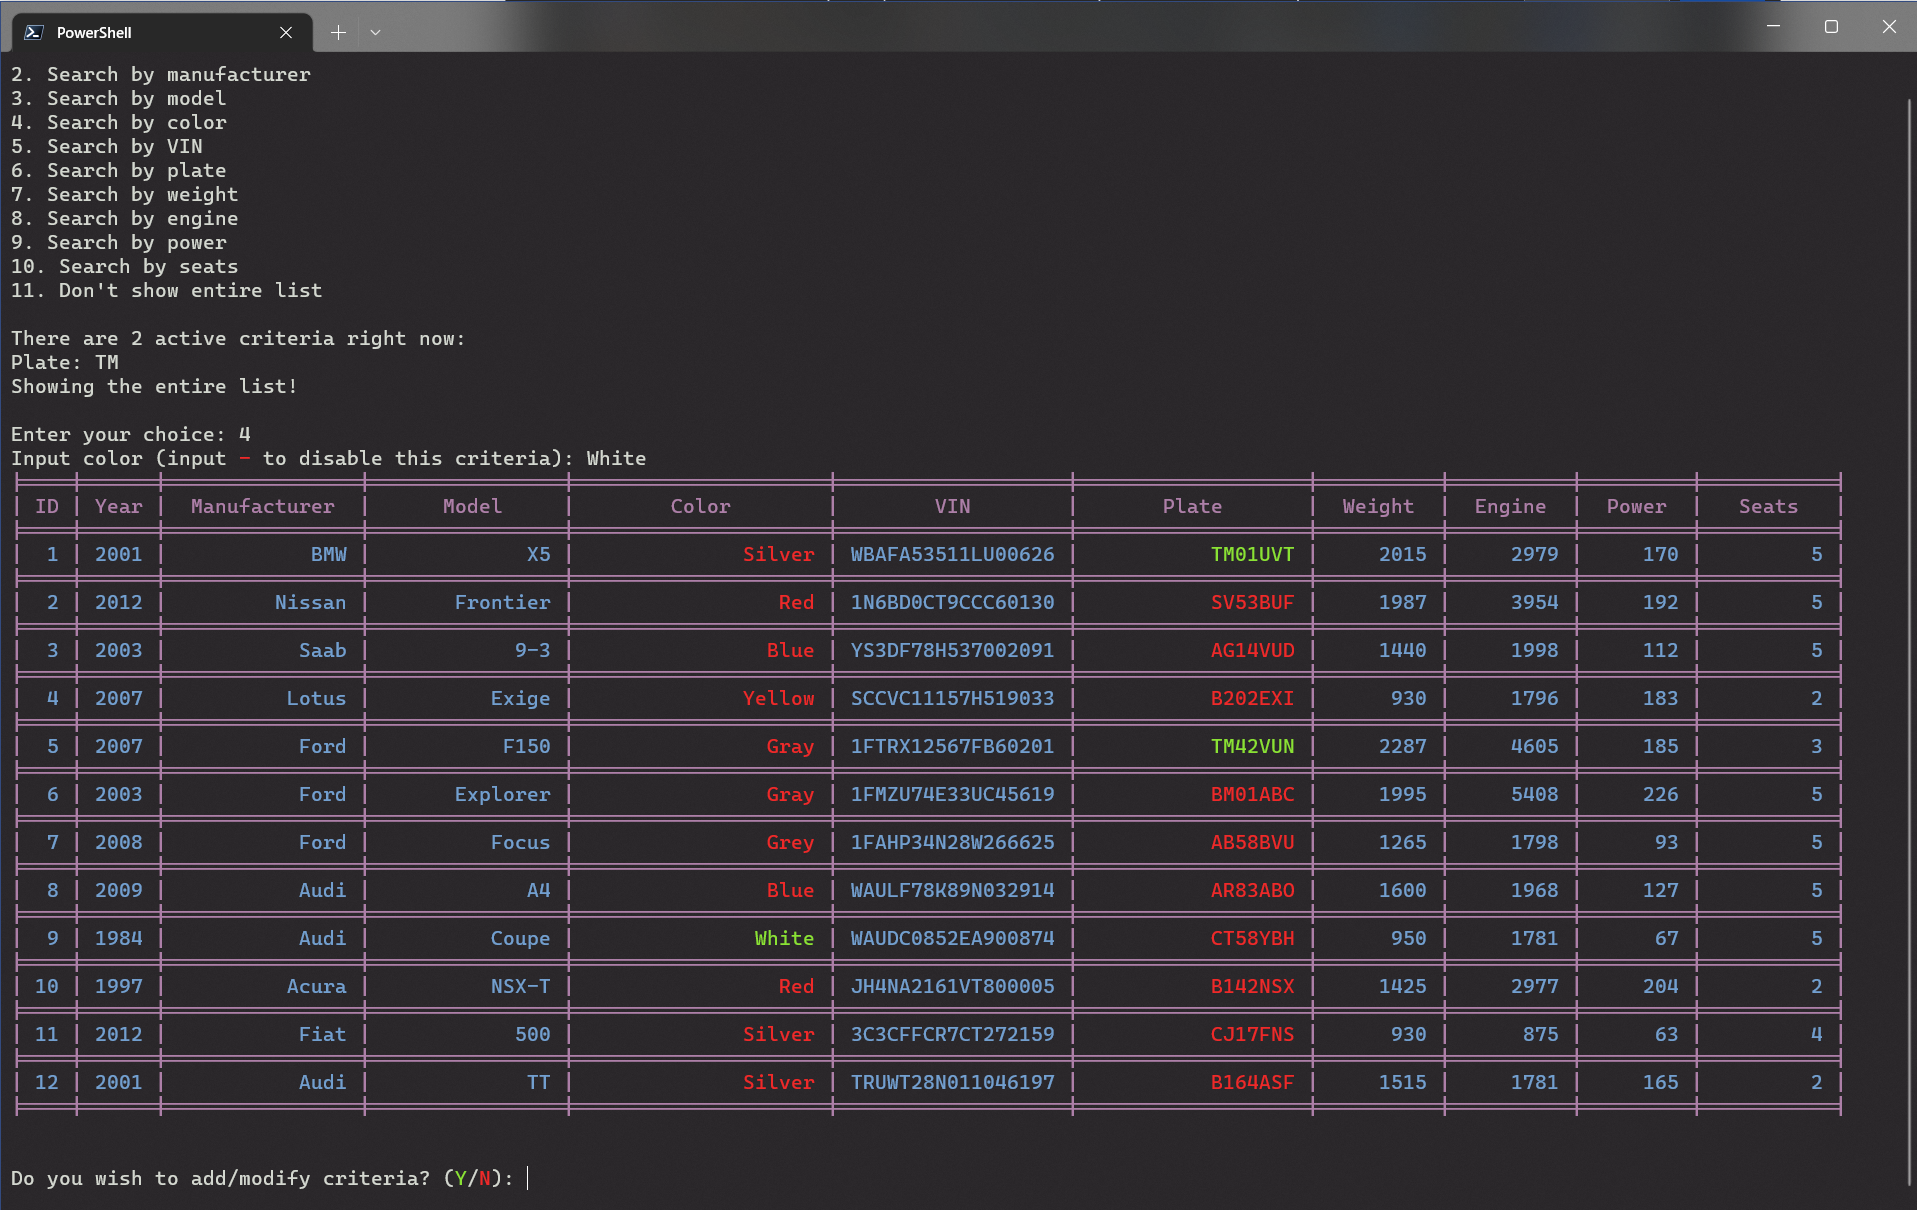 PowerShell
2. Search by manufacturer
3. Search by model
4. Search by color
5. Search by VIN
6. Search by plate
7. Search by weight
8. Search by engine
9. Search by power
10. Search by seats
11. Don't show entire list
There are 2 active criteria right now:
Plate: TM
Showing the entire list!
Enter your choice: 4
Input color (input - to disable this criteria): White
ID Year Manufacturer Model Color VIN Plate Weight Engine Power Seats
1 2001 BMW X5 Silver WBAFA53511LU00626 TM01UVT 2015 2979 170 5
2 2012 Nissan Frontier Red 1N6BD0CT9CCC60130 SV53BUF 1987 3954 192 5
3 2003 Saab 9-3 Blue YS3DF78H537002091 AG14VUD 1440 1998 112 5
4 2007 Lotus Exige Yellow SCCVC11157H519033 B202EXI 930 1796 183 2
5 2007 Ford F150 Gray 1FTRX12567FB60201 TM42VUN 2287 4605 185 3
6 2003 Ford Explorer Gray 1FMZU74E33UC45619 BM01ABC 1995 5408 226 5
7 2008 Ford Focus Grey 1FAHP34N28W266625 AB58BVU 1265 1798 93 5
8 2009 Audi A4 Blue WAULF78K89N032914 AR83ABO 1600 1968 127 5
9 1984 Audi Coupe White WAUDC0852EA900874 CT58YBH 950 1781 67 5
10 1997 Acura NSX-T Red JH4NA2161VT800005 B142NSX 1425 2977 204 2
11 2012 Fiat 500 Silver 3C3CFFCR7CT272159 CJ17FNS 930 875 63 4
12 2001 Audi TT Silver TRUWT28N011046197 B164ASF 1515 1781 165 2
Do you wish to add/modify criteria? (Y/N):